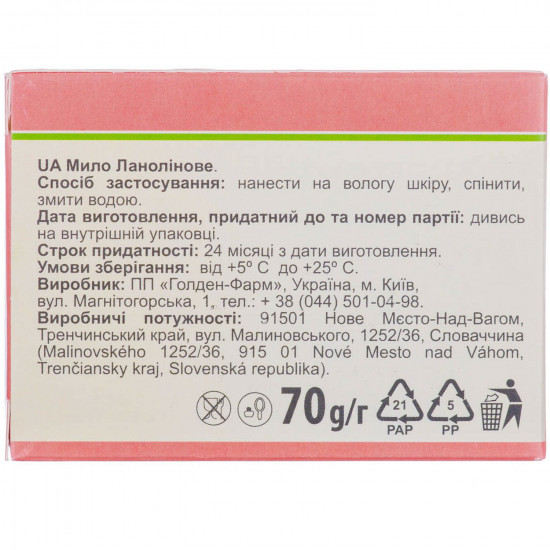 UA Мило Ланолінове.
Спосіб застосування: нанести на вологу шкіру, спінити,
змити водою.
Дата виготовлення, придатний до та номер партії: дивись
на внутрішній упаковці.
Строк придатності: 24 місяці з дати виготовлення.
Умови зберігання: від +5º С до +25º С.
Виробник: ПП «Голден-Фарм», Україна, м. Київ,
вул. Магнітогорська, 1, тел.: + 38 (044) 501-04-98.
Виробничі потужності: 91501 Нове Мєсто-Над-Вагом,
Тренчинський край, вул. Малиновського, 1252/36, Словаччина
(Malinovského 1252/36, 915 01 Nové Mesto nad Váhom,
Trenčiansky kraj, Slovenská republika).
70g/г
21
PAP
5
PP